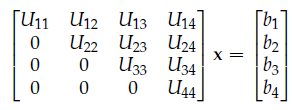 [U₁₁ U₁₂ U₁₃ U₁₄] [b₁]
[0 U₂₂ U₂₃ U₂₄] x = [b₂]
[0 0 U₃₃ U₃₄] [b₃]
[0 0 0 U₄₄] [b₄]